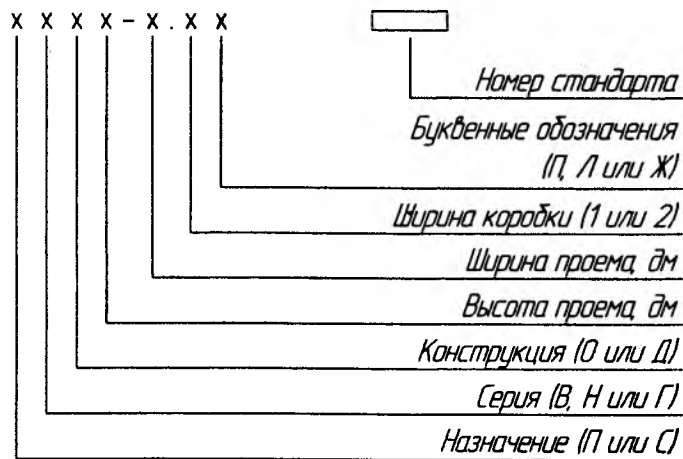 Х Х Х Х - Х . Х Х
Номер стандарта
Буквенные обозначения
(П, Л или Ж)
Ширина коробки (1 или 2)
Ширина проема, дм
Высота проема, дм
Конструкция (О или Д)
Серия (В, Н или Г)
Назначение (П или С)